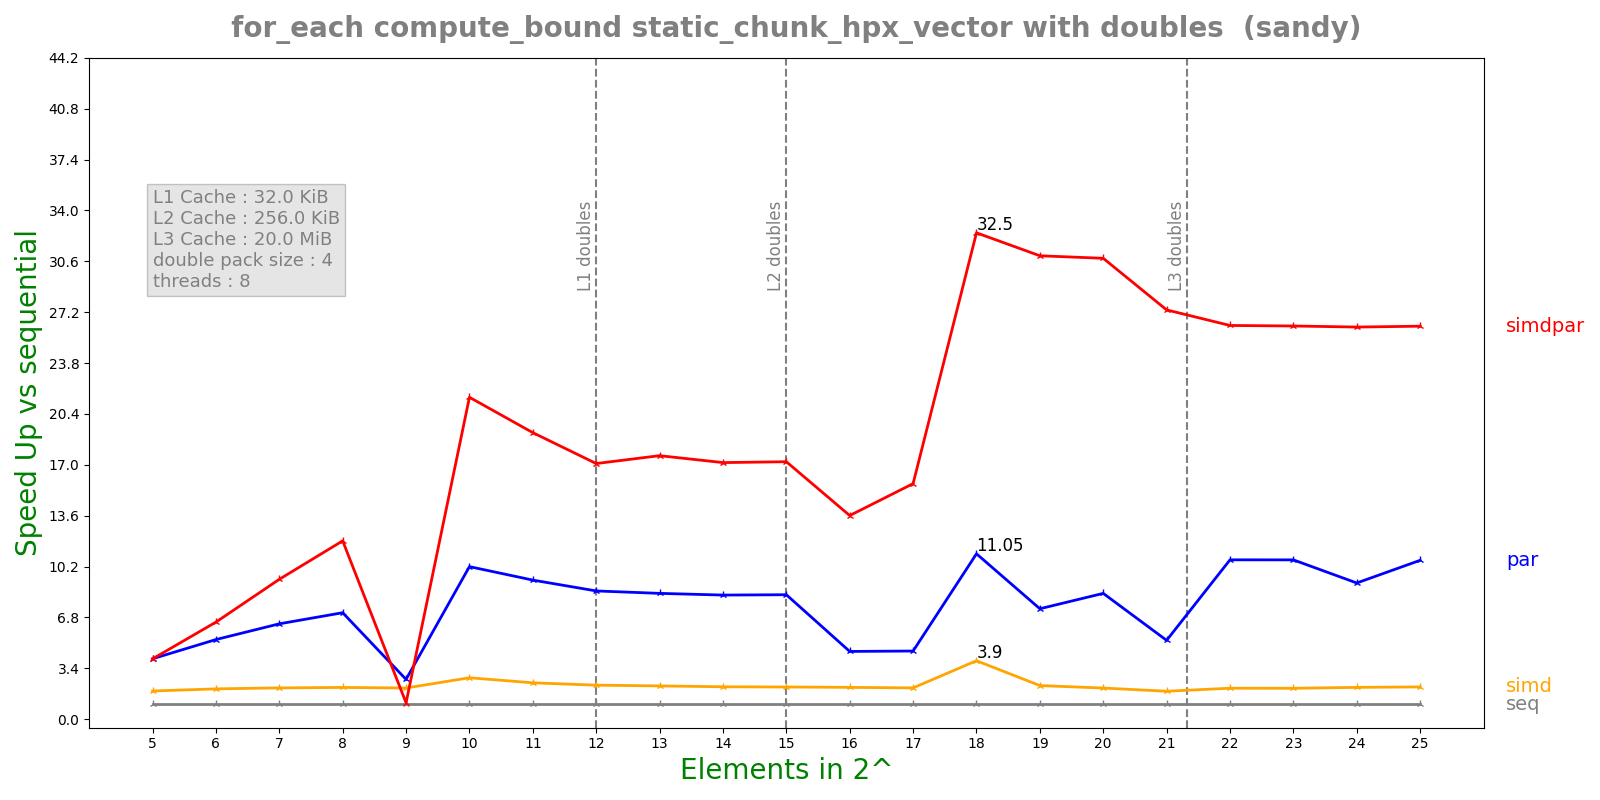 for_each compute_bound static_chunk_hpx_vector with doubles (sandy)
Speed Up vs sequential
44.2
40.8
37.4
34.0
30.6
27.2
23.8
20.4
17.0
13.6
10.2
6.8
3.4
0.0
L1 Cache : 32.0 KiB
L2 Cache : 256.0 KiB
L3 Cache : 20.0 MiB
double pack size : 4
threads : 8
L1 doubles
L2 doubles
L3 doubles
32.5
11.05
3.9
simdpar
par
simd
seq
5 6 7 8 9 10 11 12 13 14 15 16 17 18 19 20 21 22 23 24 25
Elements in 2^